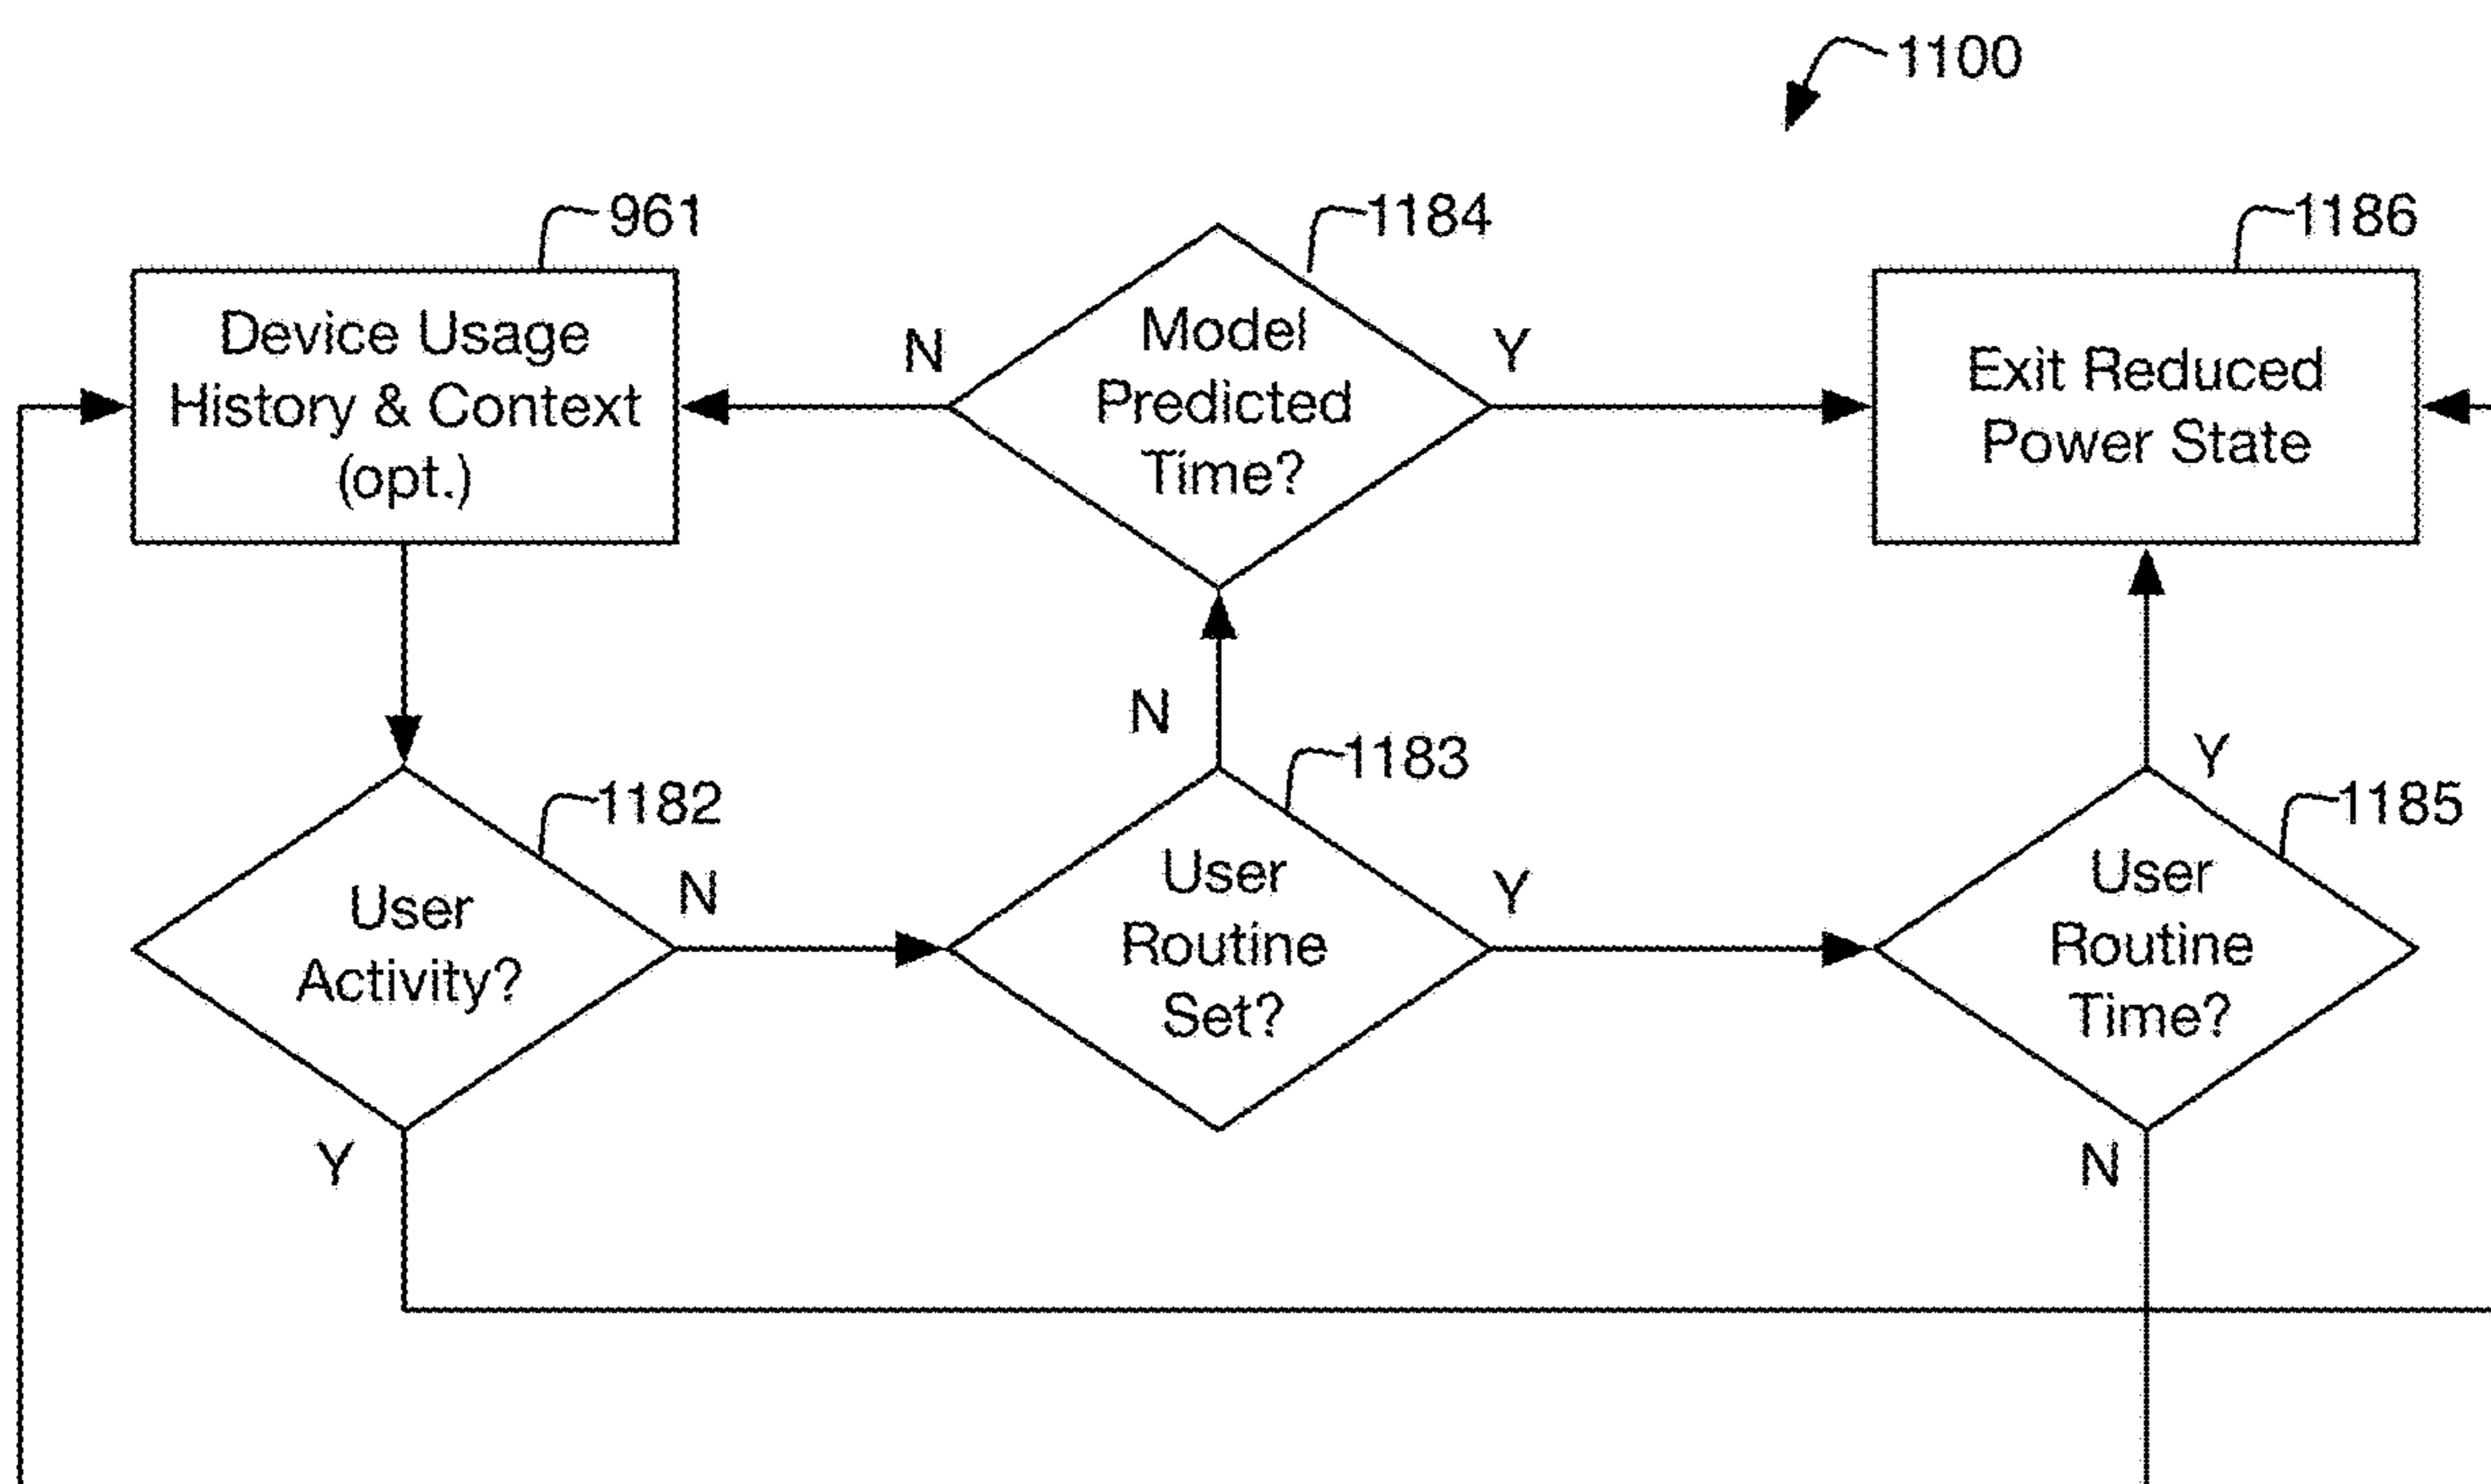 1100
961
Device Usage
History & Context
(opt.)
1184
Model
Predicted
Time?
N
Y
1186
Exit Reduced
Power State
1182
User
Activity?
N
Y
1183
User
Routine
Set?
N
Y
1185
User
Routine
Time?
Y
N